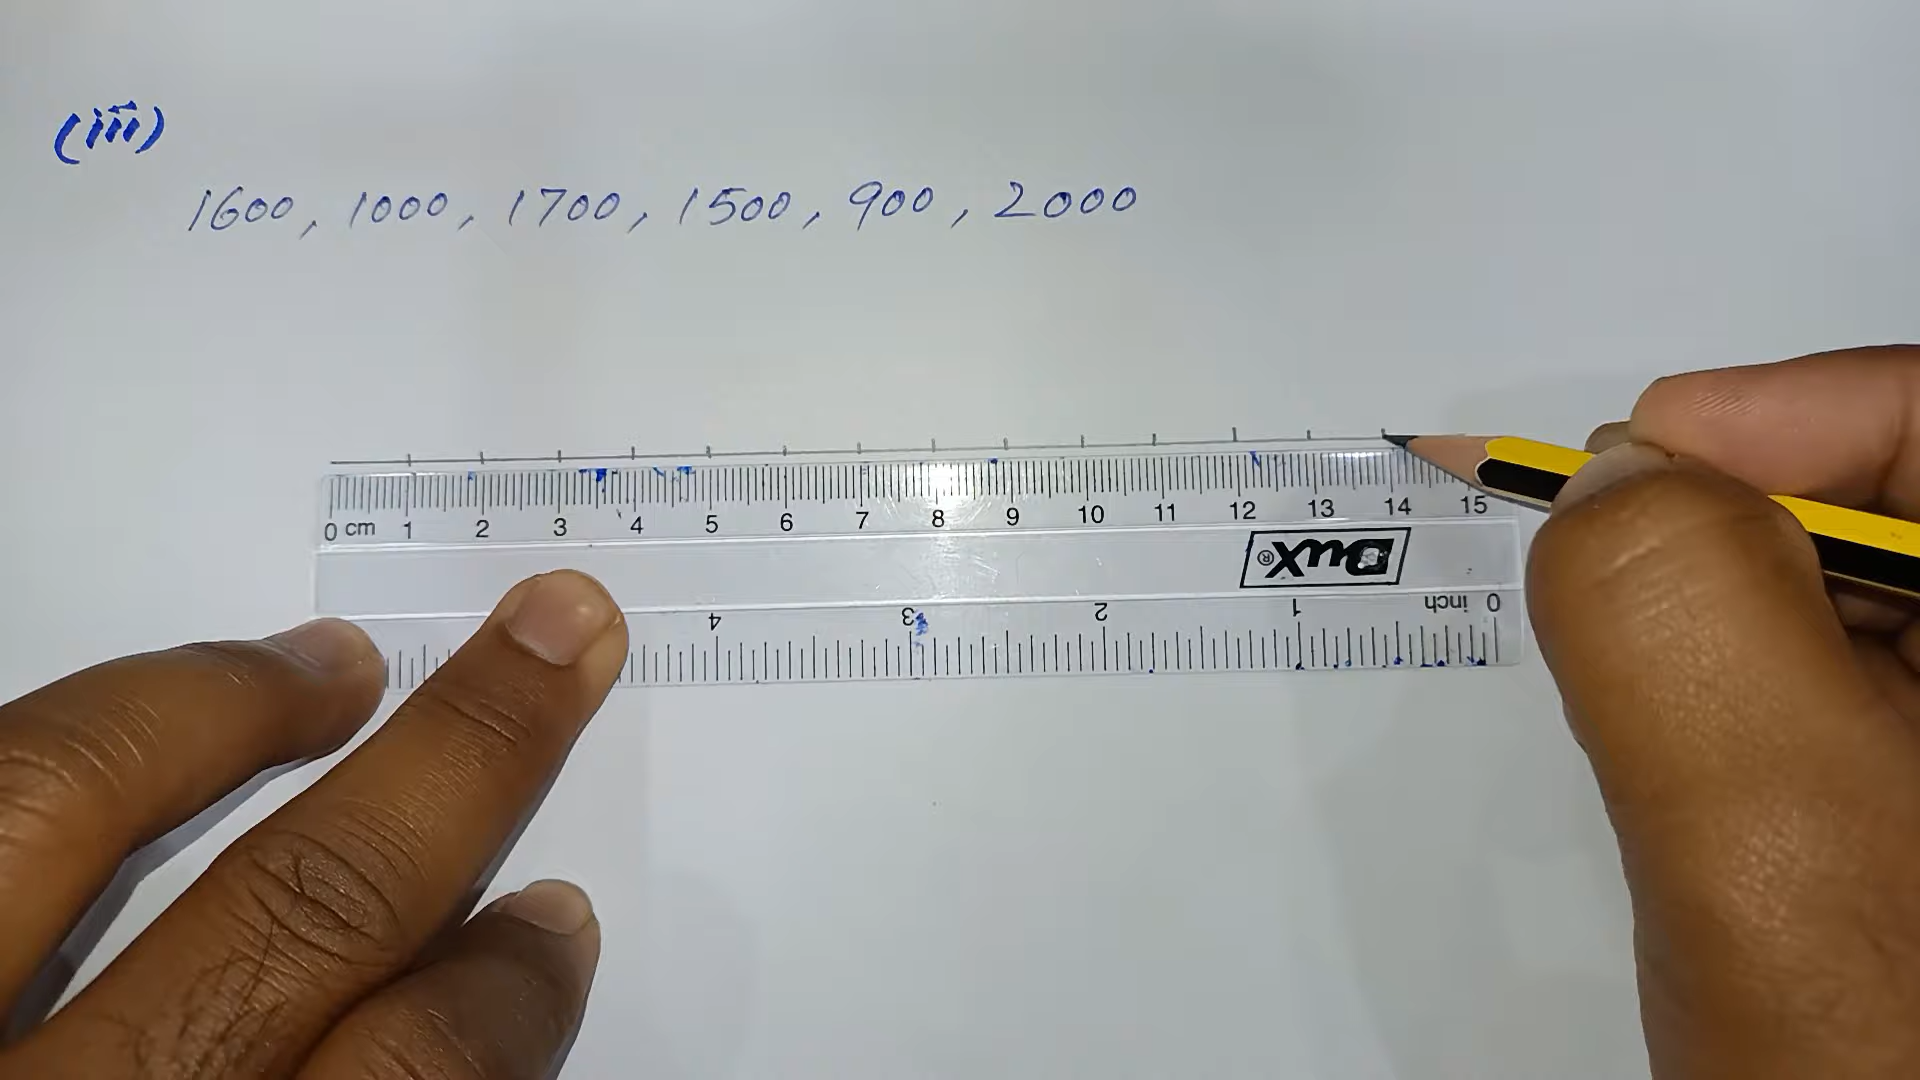 (iii)
1600, 1000, 1700, 1500, 900, 2000
0 cm 1 2 3 4 5 6 7 8 9 10 11 12 13 14 15
Dux®
4 3 2 1 inch 0